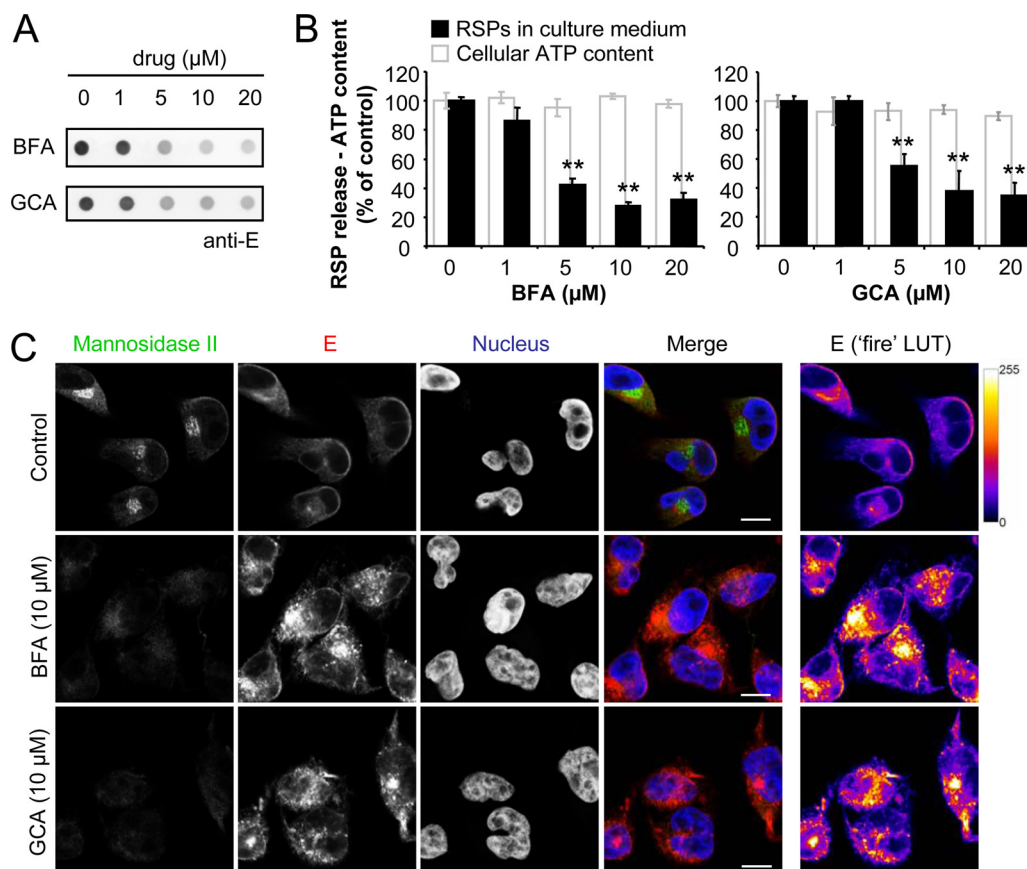 A
drug (µM)
0 1 5 10 20
BFA
GCA
anti-E
B
RSPs in culture medium
Cellular ATP content
RSP release - ATP content
(% of control)
120
100
80
60
40
20
0
** ** **
0 1 5 10 20
BFA (µM)
120
100
80
60
40
20
0
** ** **
0 1 5 10 20
GCA (µM)
C
Mannosidase II E Nucleus Merge E (‘fire’ LUT)
Control
255
0
BFA (10 µM)
GCA (10 µM)